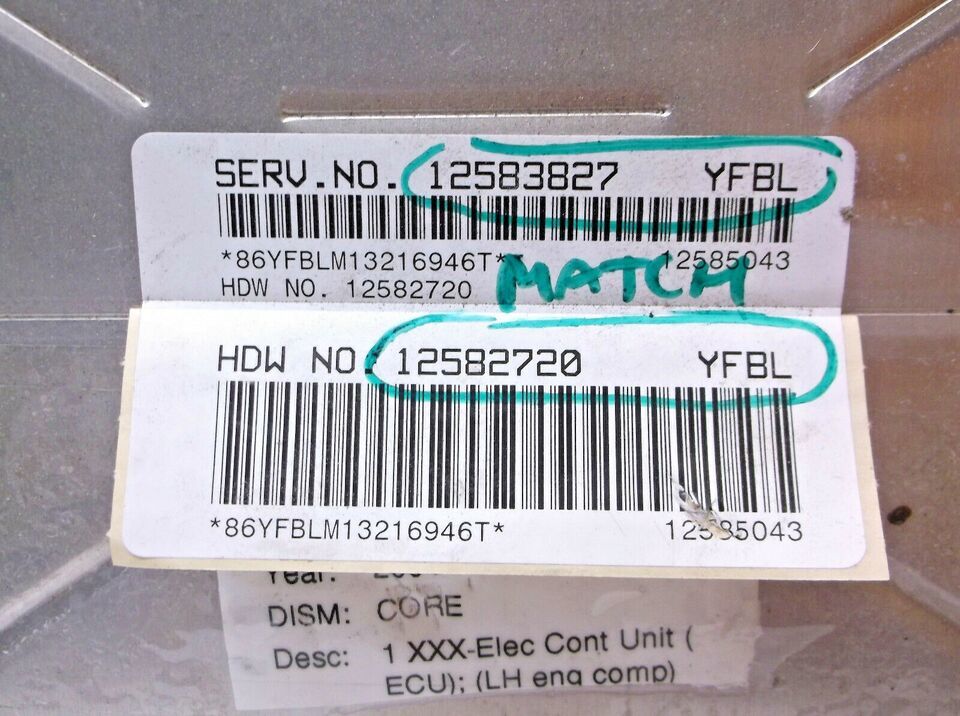 SERV.NO. 12583827 YFBL
*86YFBLM13216946T* 12585043
HDW NO. 12582720
MATCH
HDW NO. 12582720 YFBL
*86YFBLM13216946T* 12585043
Year:
DISM: CORE
Desc: 1 XXX-Elec Cont Unit (
ECU); (LH eng comp)